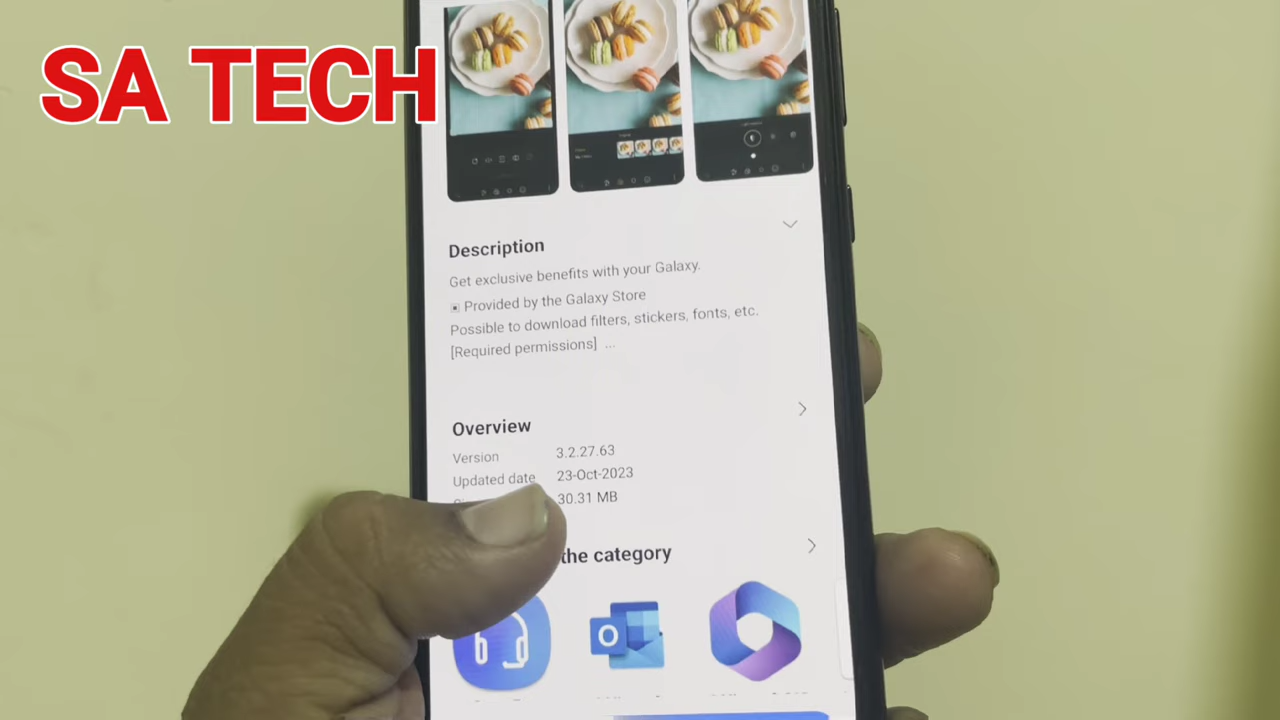 SA TECH
Description
Get exclusive benefits with your Galaxy.
Provided by the Galaxy Store
Possible to download filters, stickers, fonts, etc.
[Required permissions] ...
Overview
Version 3.2.27.63
Updated date 23-Oct-2023
30.31 MB
the category